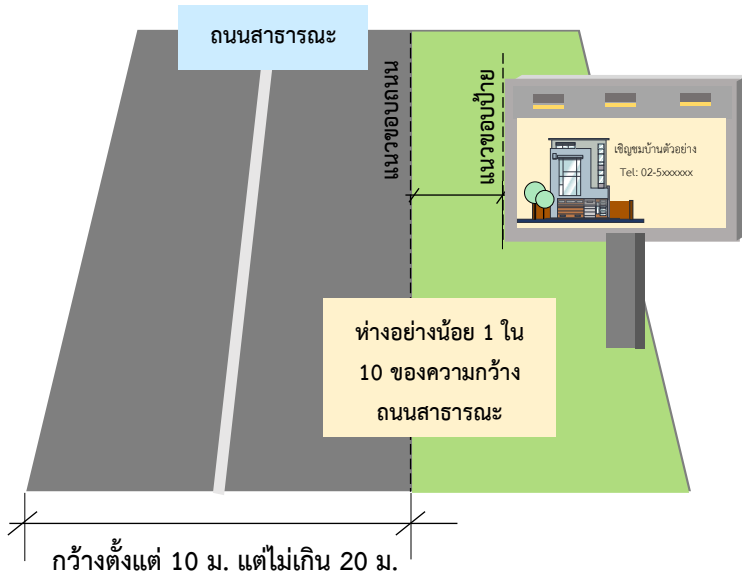 ถนนสาธารณะ
แนวขอบถนน
แนวขอบป้าย
เชิญชมบ้านตัวอย่าง
Tel: 02-5xxxxxx
ห่างอย่างน้อย 1 ใน
10 ของความกว้าง
ถนนสาธารณะ
กว้างตั้งแต่ 10 ม. แต่ไม่เกิน 20 ม.